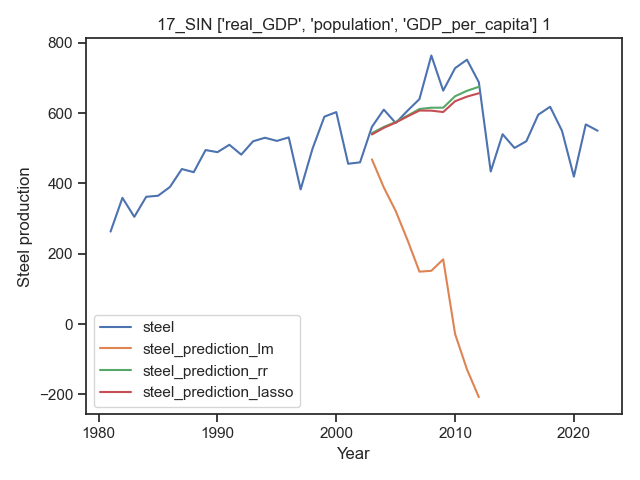 17_SIN ['real_GDP', 'population', 'GDP_per_capita'] 1
Steel production
800
600
400
200
0
−200
steel
steel_prediction_lm
steel_prediction_rr
steel_prediction_lasso
1980
1990
2000
2010
2020
Year